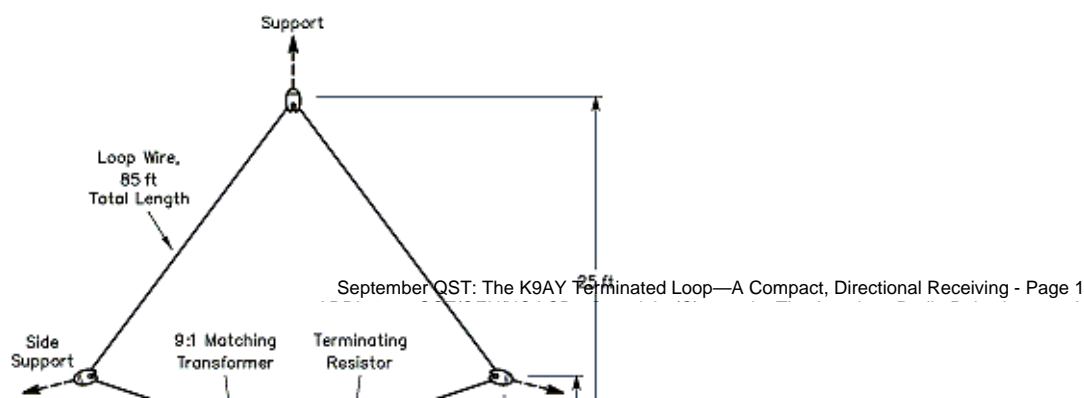 Support
Loop Wire,
85 ft
Total Length
25 ft
September QST: The K9AY Terminated Loop—A Compact, Directional Receiving - Page 1
Side
Support
9:1 Matching
Transformer
Terminating
Resistor